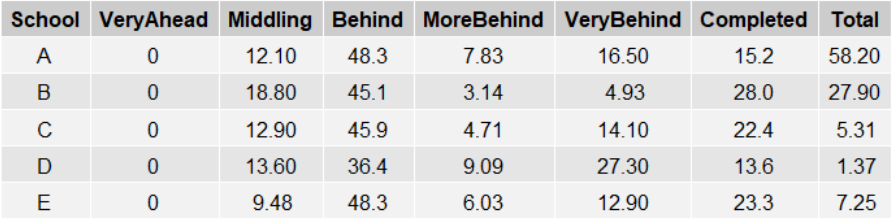 School VeryAhead Middling Behind MoreBehind VeryBehind Completed Total
A 0 12.10 48.3 7.83 16.50 15.2 58.20
B 0 18.80 45.1 3.14 4.93 28.0 27.90
C 0 12.90 45.9 4.71 14.10 22.4 5.31
D 0 13.60 36.4 9.09 27.30 13.6 1.37
E 0 9.48 48.3 6.03 12.90 23.3 7.25